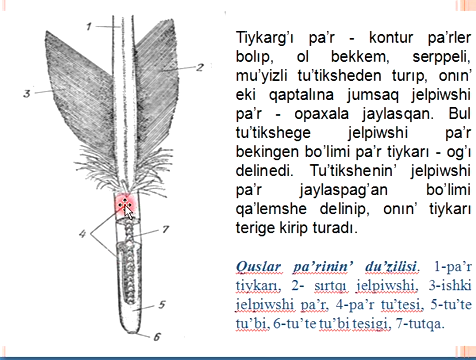 1
2
3
4
7
5
6
Tiykarg’ı pa’r - kontur pa’rler
bolıp, ol bekkem, serppeli,
mu’yizli tu’tiksheden turıp, onın’
eki qaptalına jumsaq jelpiwshi
pa’r - opaxala jaylasqan. Bul
tu’tikshege jelpiwshi pa’r
bekingen bo’limi pa’r tiykarı - og’ı
delinedi. Tu’tikshenin’ jelpiwshi
pa’r jaylaspag’an bo’limi
qa’lemshe delinip, onın’ tiykarı
terige kirip turadı.
Quslar pa’rinin’ du’zilisi. 1-pa’r
tiykarı, 2- sırtqı jelpiwshi, 3-ishki
jelpiwshi pa’r, 4-pa’r tu’tesi, 5-tu’te
tu’bi, 6-tu’te tu’bi tesigi, 7-tutqa.